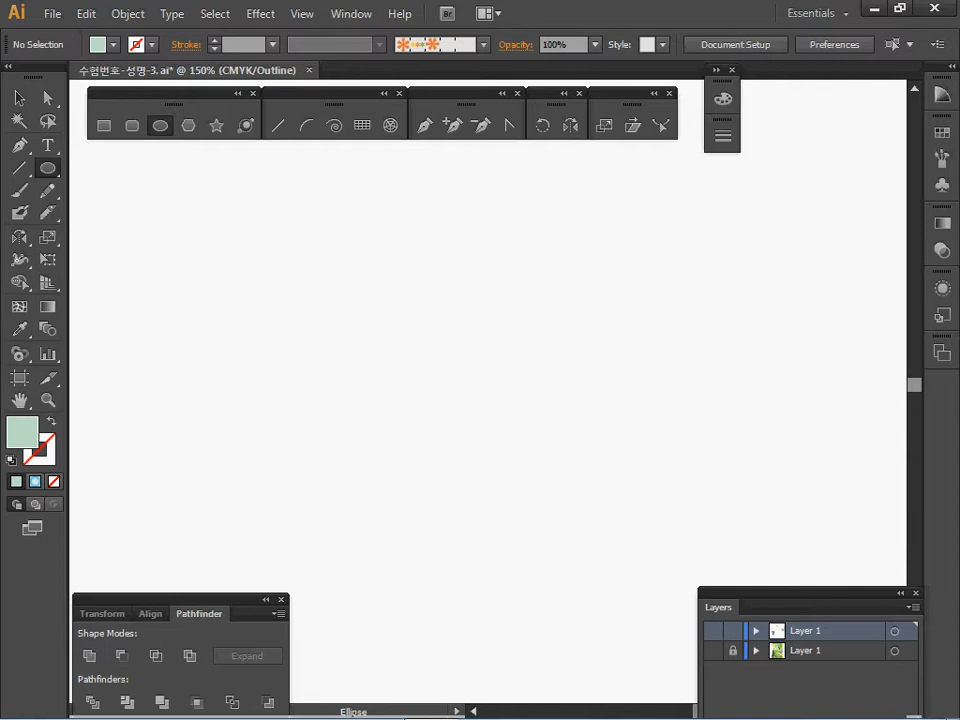 Ai File Edit Object Type Select Effect View Window Help Br Essentials
No Selection Stroke: Opacity: 100% Style: Document Setup Preferences
수험번호-성명-3.ai* @ 150% (CMYK/Outline)
Transform Align Pathfinder
Shape Modes:
Expand
Pathfinders:
Layers
Layer 1
Layer 1
Ellipse